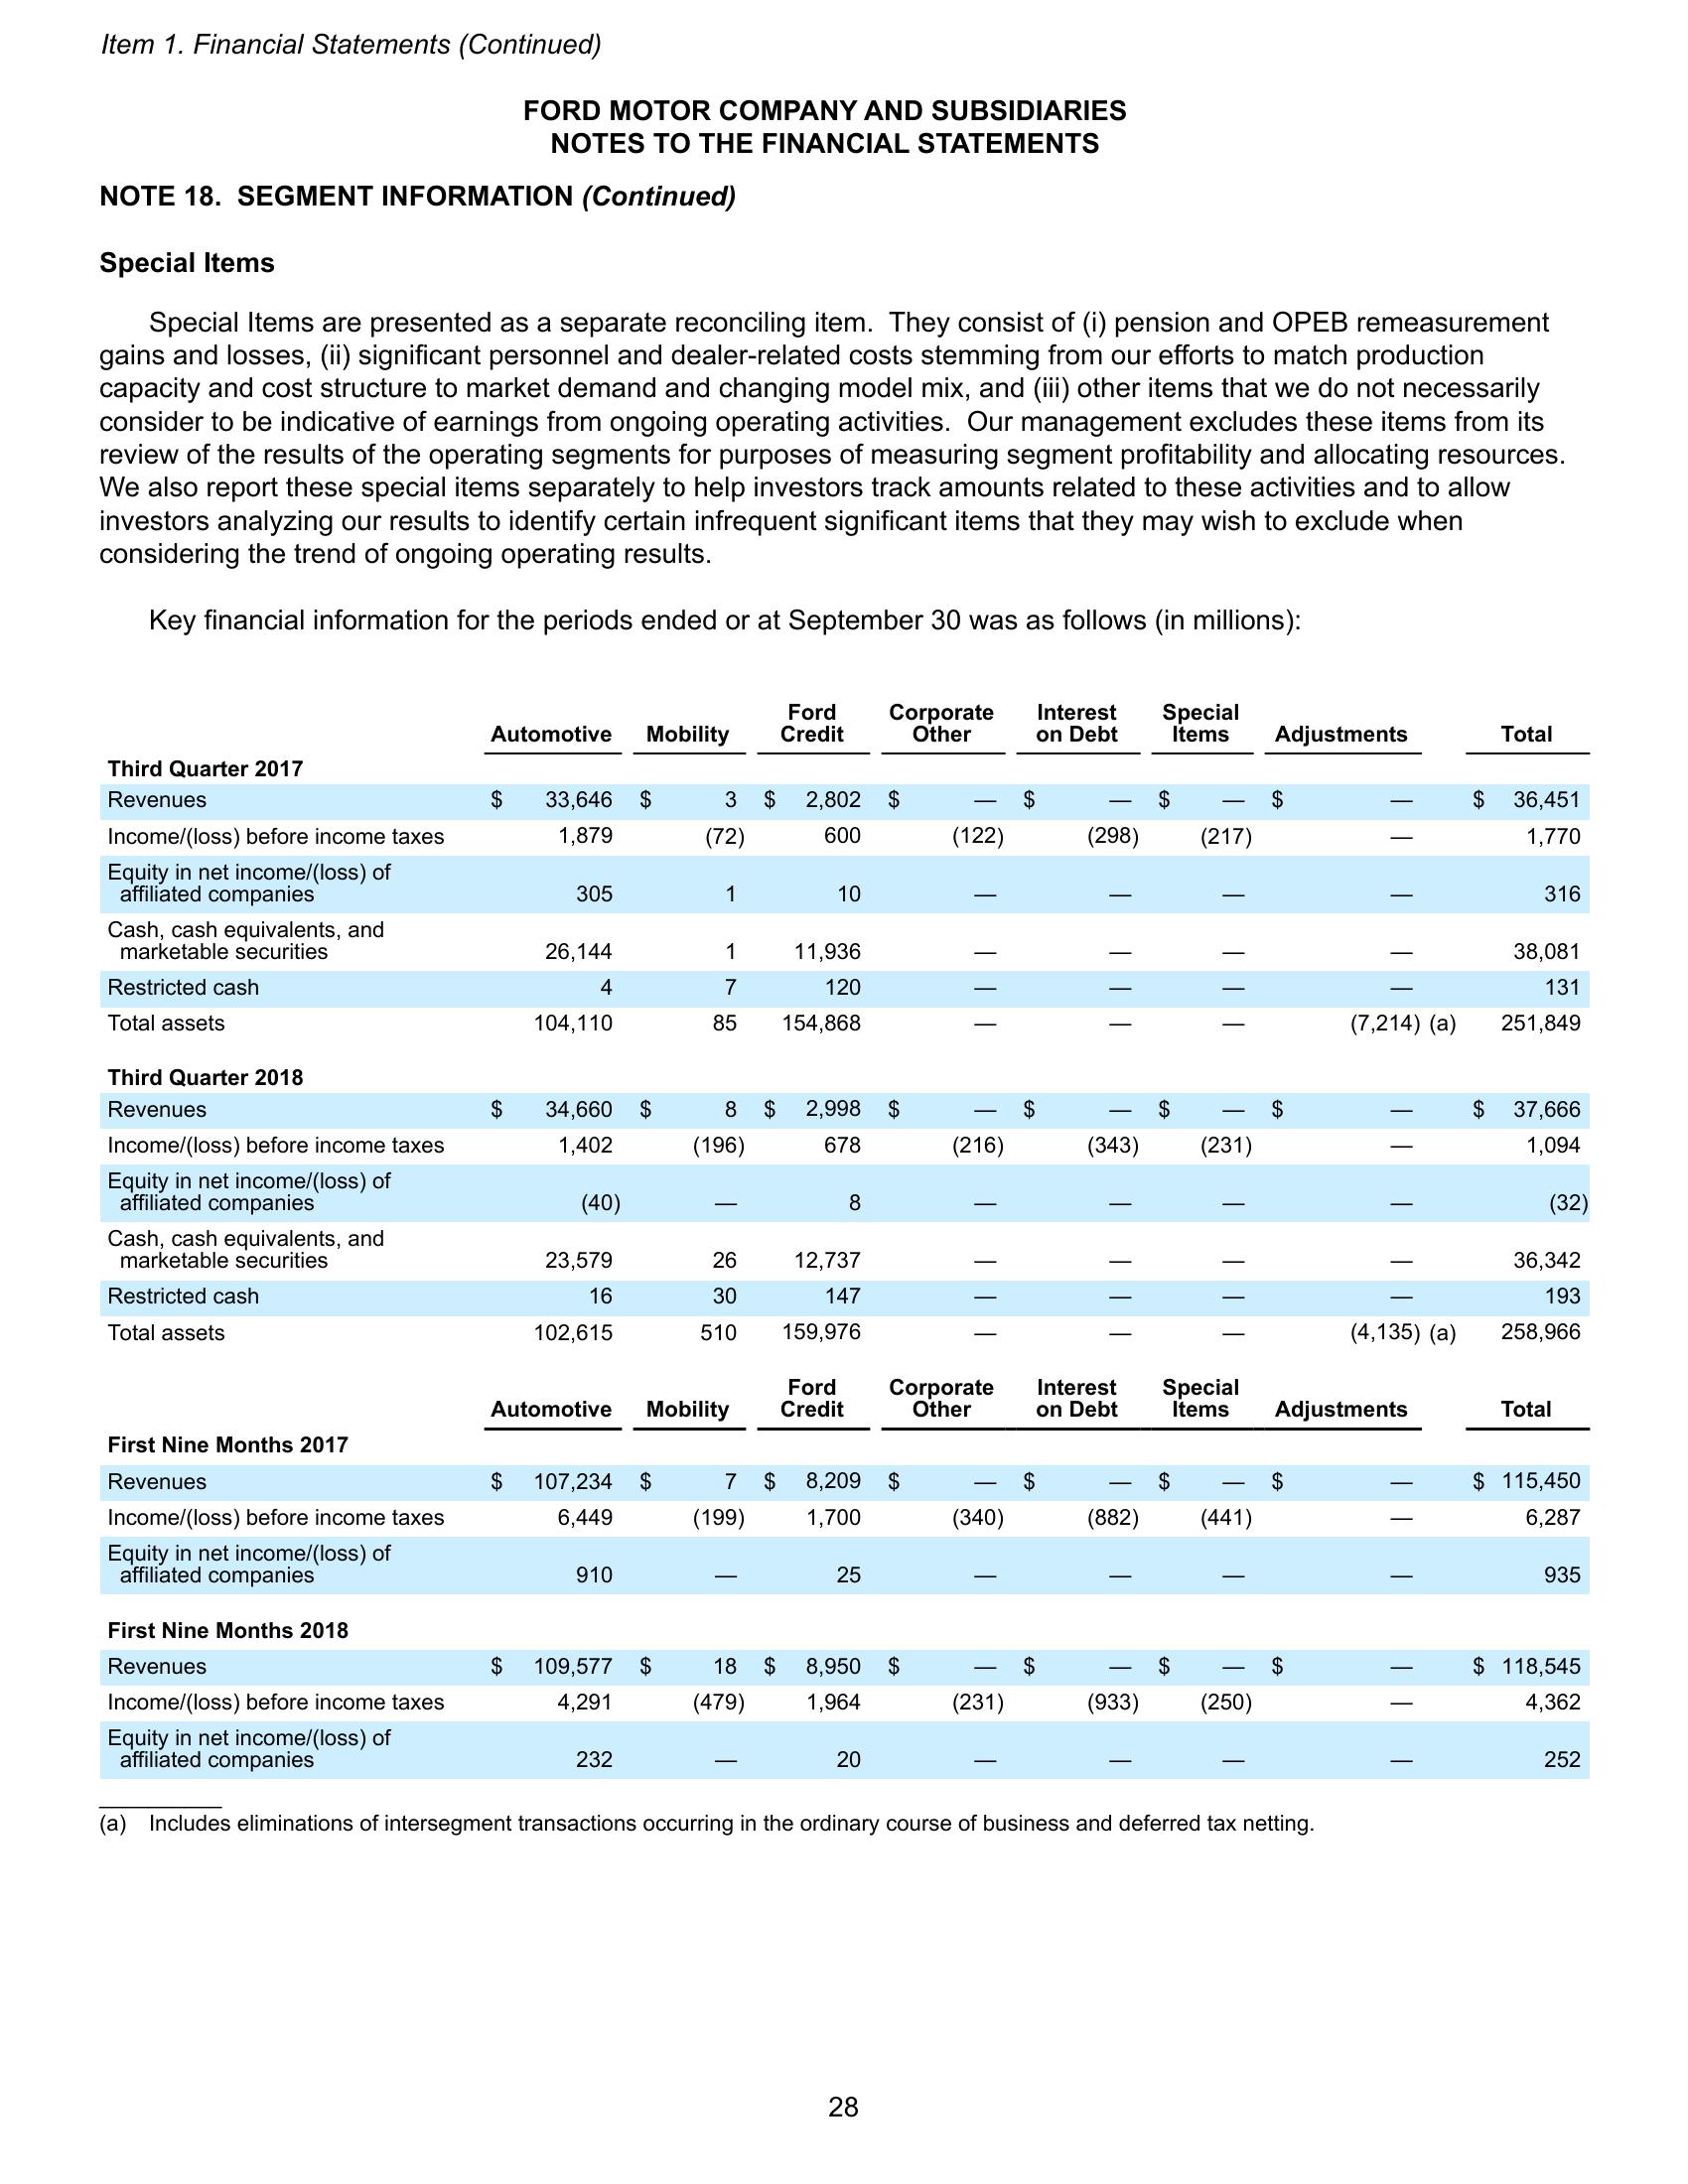 Item 1. Financial Statements (Continued)
FORD MOTOR COMPANY AND SUBSIDIARIES
NOTES TO THE FINANCIAL STATEMENTS
NOTE 18.  SEGMENT INFORMATION (Continued)
Special Items
Special Items are presented as a separate reconciling item.  They consist of (i) pension and OPEB remeasurement
gains and losses, (ii) significant personnel and dealer-related costs stemming from our efforts to match production
capacity and cost structure to market demand and changing model mix, and (iii) other items that we do not necessarily
consider to be indicative of earnings from ongoing operating activities.  Our management excludes these items from its
review of the results of the operating segments for purposes of measuring segment profitability and allocating resources.
We also report these special items separately to help investors track amounts related to these activities and to allow
investors analyzing our results to identify certain infrequent significant items that they may wish to exclude when
considering the trend of ongoing operating results.
Key financial information for the periods ended or at September 30 was as follows (in millions):
Automotive Mobility Ford Credit Corporate Other Interest on Debt Special Items Adjustments Total
Third Quarter 2017
Revenues $ 33,646 $ 3 $ 2,802 $ — $ — $ — $ — $ 36,451
Income/(loss) before income taxes 1,879 (72) 600 (122) (298) (217) — 1,770
Equity in net income/(loss) of
affiliated companies 305 1 10 — — — — 316
Cash, cash equivalents, and
marketable securities 26,144 1 11,936 — — — — 38,081
Restricted cash 4 7 120 — — — — 131
Total assets 104,110 85 154,868 — — — (7,214) (a) 251,849
Third Quarter 2018
Revenues $ 34,660 $ 8 $ 2,998 $ — $ — $ — $ — $ 37,666
Income/(loss) before income taxes 1,402 (196) 678 (216) (343) (231) — 1,094
Equity in net income/(loss) of
affiliated companies (40) — 8 — — — — (32)
Cash, cash equivalents, and
marketable securities 23,579 26 12,737 — — — — 36,342
Restricted cash 16 30 147 — — — — 193
Total assets 102,615 510 159,976 — — — (4,135) (a) 258,966
Automotive Mobility Ford Credit Corporate Other Interest on Debt Special Items Adjustments Total
First Nine Months 2017
Revenues $ 107,234 $ 7 $ 8,209 $ — $ — $ — $ — $ 115,450
Income/(loss) before income taxes 6,449 (199) 1,700 (340) (882) (441) — 6,287
Equity in net income/(loss) of
affiliated companies 910 — 25 — — — — 935
First Nine Months 2018
Revenues $ 109,577 $ 18 $ 8,950 $ — $ — $ — $ — $ 118,545
Income/(loss) before income taxes 4,291 (479) 1,964 (231) (933) (250) — 4,362
Equity in net income/(loss) of
affiliated companies 232 — 20 — — — — 252
(a) Includes eliminations of intersegment transactions occurring in the ordinary course of business and deferred tax netting.
28